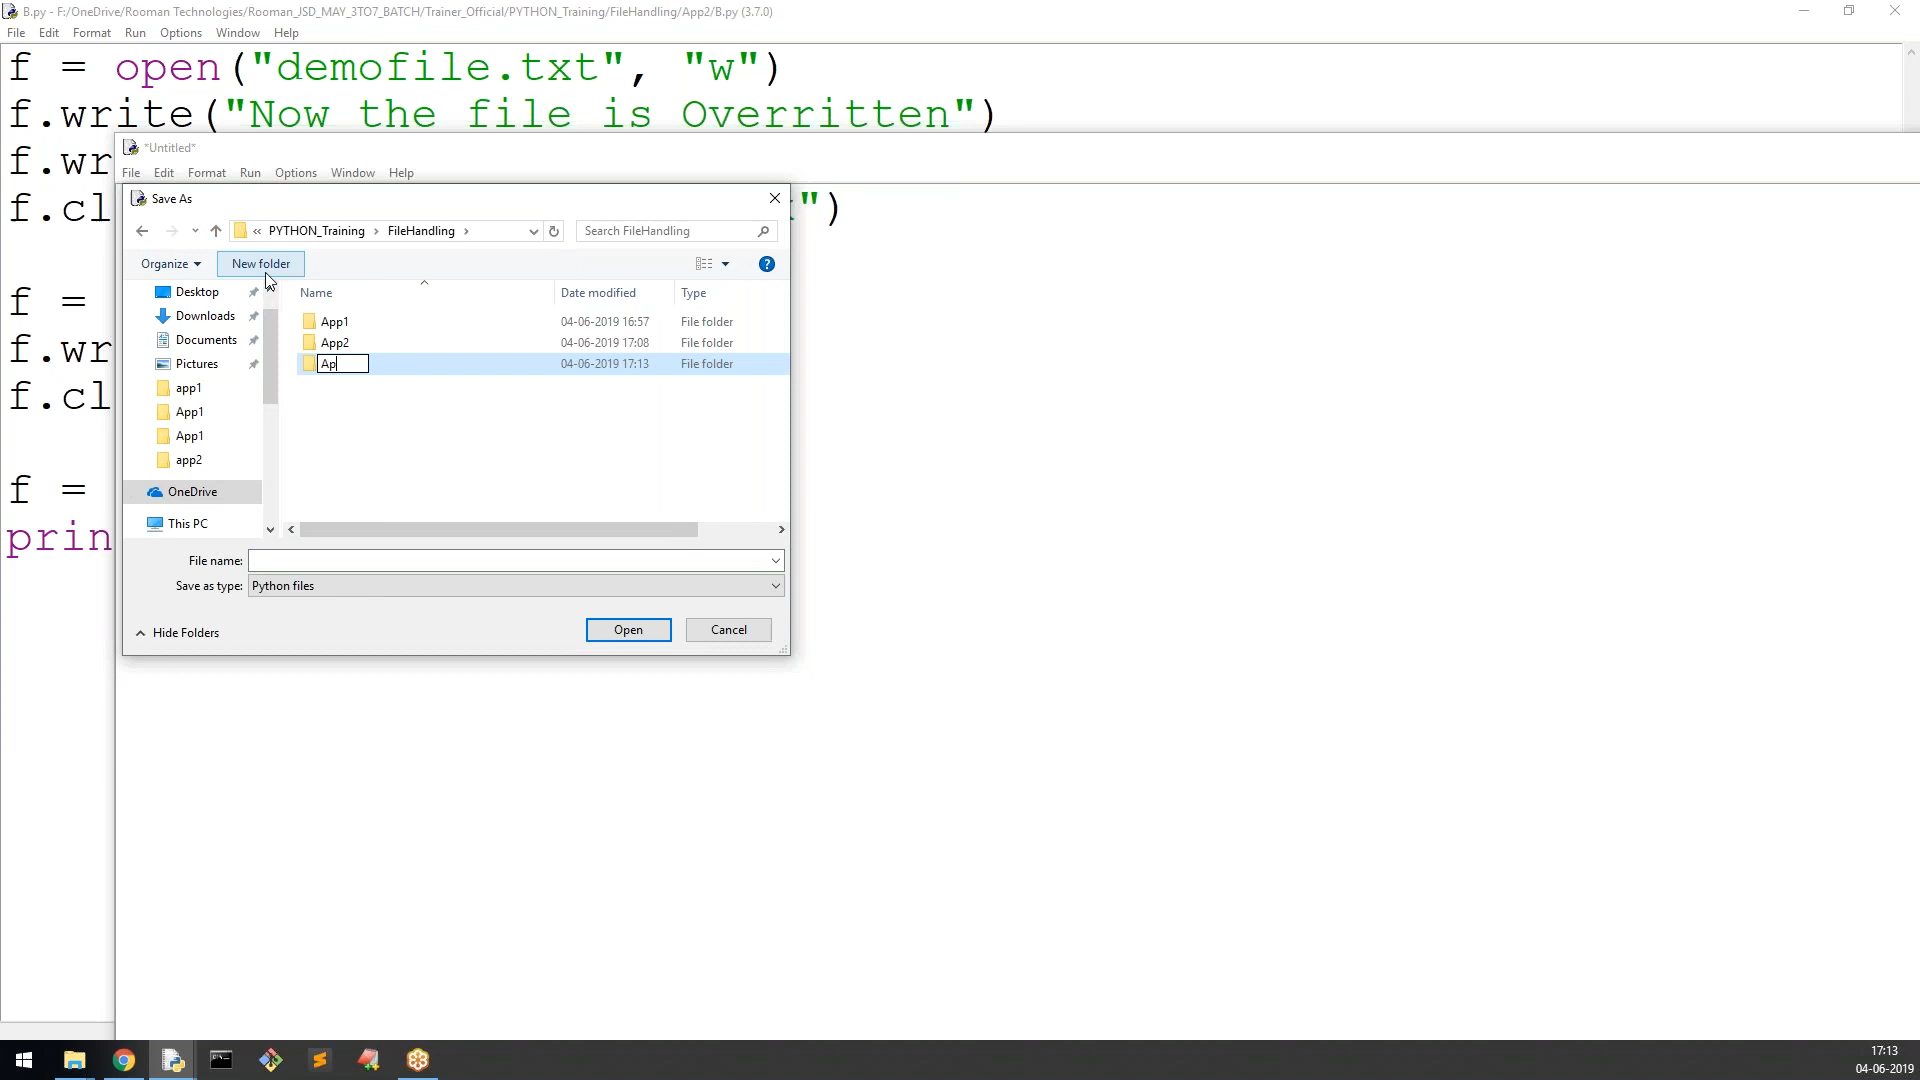 B.py - F:/OneDrive/Rooman Technologies/Rooman_JSD_MAY_3TO7_BATCH/Trainer_Official/PYTHON_Training/FileHandling/App2/B.py (3.7.0)
File Edit Format Run Options Window Help
f = open("demofile.txt", "w")
f.write("Now the file is Overritten")
f.wr
f.cl
f =
f.wr
f.cl
f =
prin
*Untitled*
File Edit Format Run Options Window Help
")
Save As
« PYTHON_Training > FileHandling >
Search FileHandling
Organize
New folder
Name Date modified Type
App1 04-06-2019 16:57 File folder
App2 04-06-2019 17:08 File folder
Ap 04-06-2019 17:13 File folder
Desktop
Downloads
Documents
Pictures
app1
App1
App1
app2
OneDrive
This PC
File name:
Save as type: Python files
Hide Folders
Open
Cancel
17:13
04-06-2019